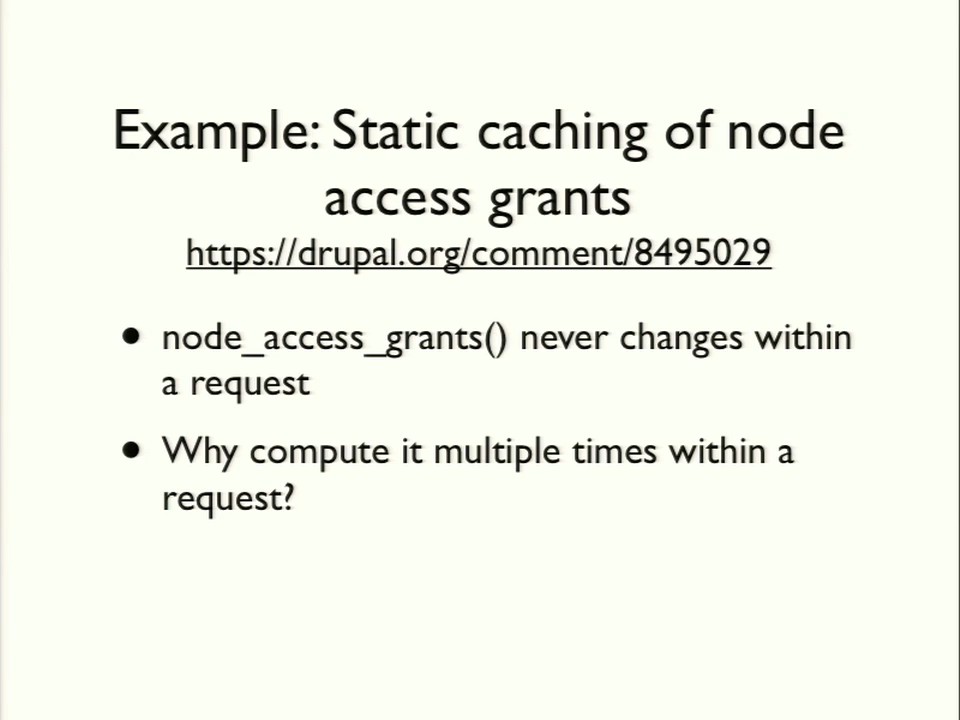 Example: Static caching of node
access grants
https://drupal.org/comment/8495029
• node_access_grants() never changes within
a request
• Why compute it multiple times within a
request?